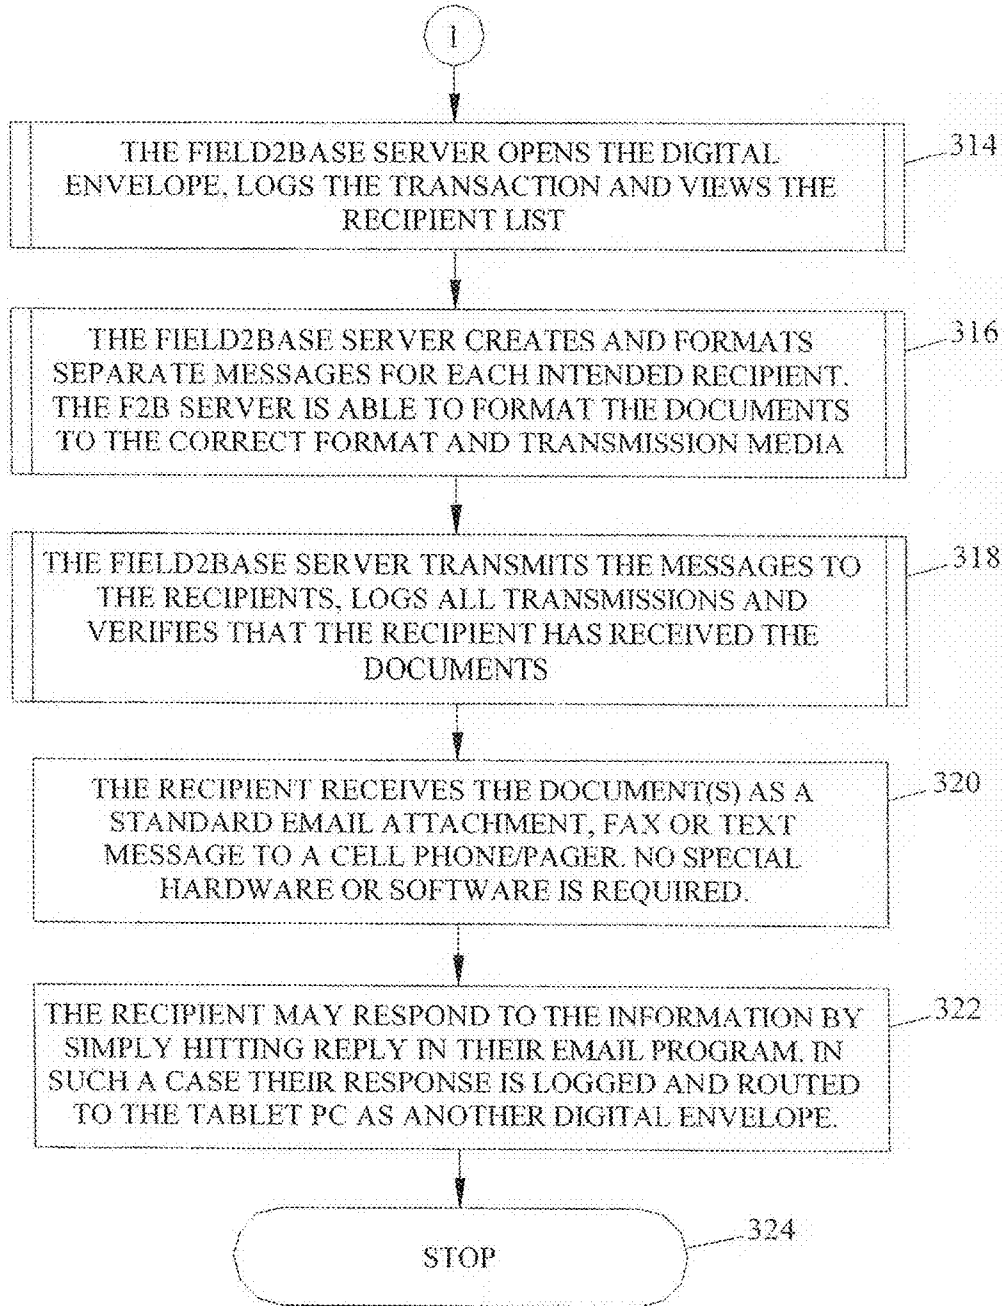 1
THE FIELD2BASE SERVER OPENS THE DIGITAL
ENVELOPE, LOGS THE TRANSACTION AND VIEWS THE
RECIPIENT LIST
314
THE FIELD2BASE SERVER CREATES AND FORMATS
SEPARATE MESSAGES FOR EACH INTENDED RECIPIENT.
THE F2B SERVER IS ABLE TO FORMAT THE DOCUMENTS
TO THE CORRECT FORMAT AND TRANSMISSION MEDIA
316
THE FIELD2BASE SERVER TRANSMITS THE MESSAGES TO
THE RECIPIENTS, LOGS ALL TRANSMISSIONS AND
VERIFIES THAT THE RECIPIENT HAS RECEIVED THE
DOCUMENTS
318
THE RECIPIENT RECEIVES THE DOCUMENT(S) AS A
STANDARD EMAIL ATTACHMENT, FAX OR TEXT
MESSAGE TO A CELL PHONE/PAGER. NO SPECIAL
HARDWARE OR SOFTWARE IS REQUIRED.
320
THE RECIPIENT MAY RESPOND TO THE INFORMATION BY
SIMPLY HITTING REPLY IN THEIR EMAIL PROGRAM. IN
SUCH A CASE THEIR RESPONSE IS LOGGED AND ROUTED
TO THE TABLET PC AS ANOTHER DIGITAL ENVELOPE.
322
STOP
324